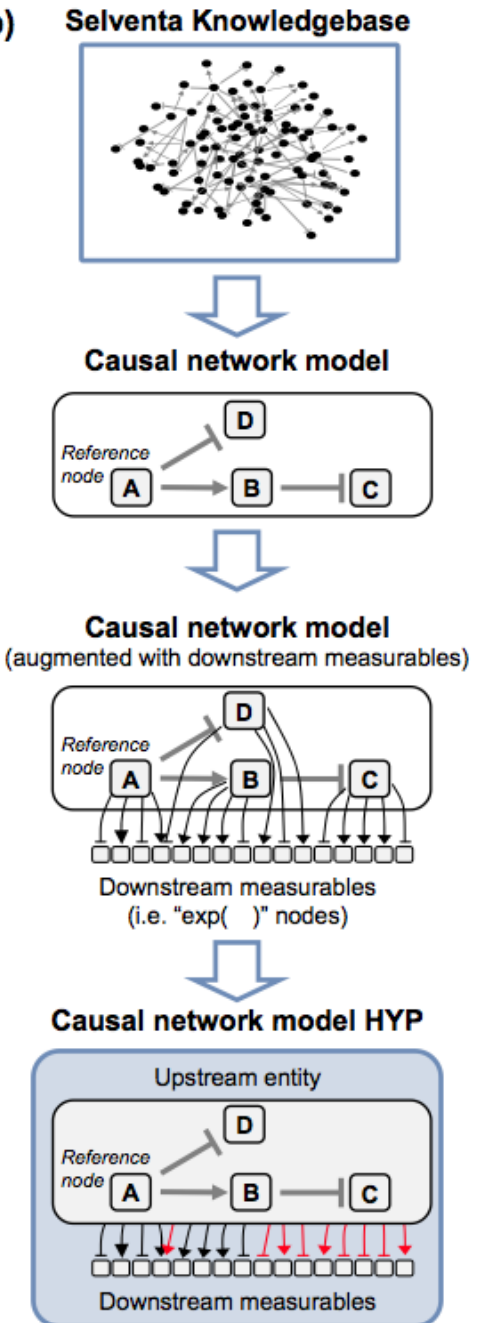 )
Selventa Knowledgebase
Causal network model
D
Reference
node
A
B
C
Causal network model
(augmented with downstream measurables)
D
Reference
node
A
B
C
Downstream measurables
(i.e. “exp( )” nodes)
Causal network model HYP
Upstream entity
D
Reference
node
A
B
C
Downstream measurables